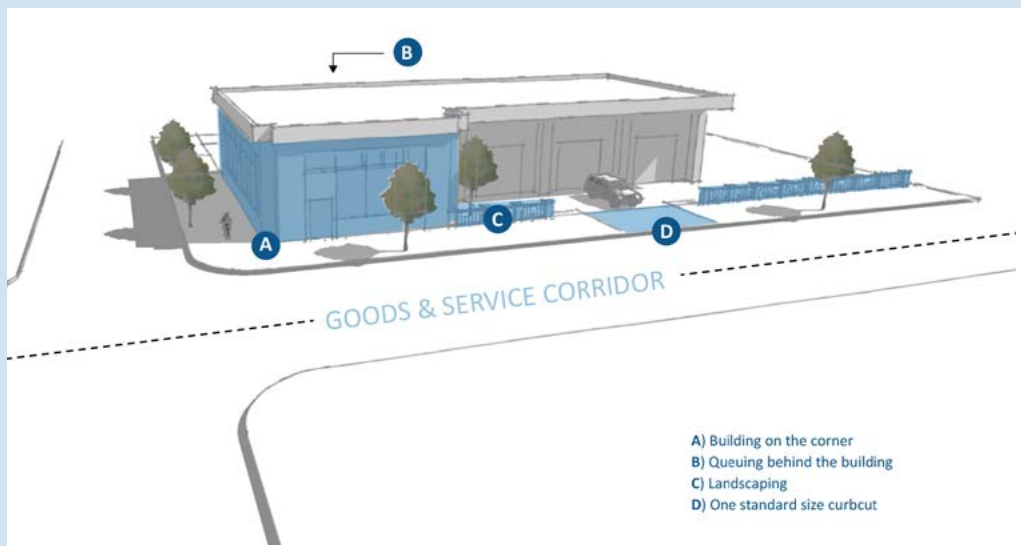 B
A
C
D
GOODS & SERVICE CORRIDOR
A) Building on the corner
B) Queuing behind the building
C) Landscaping
D) One standard size curbcut